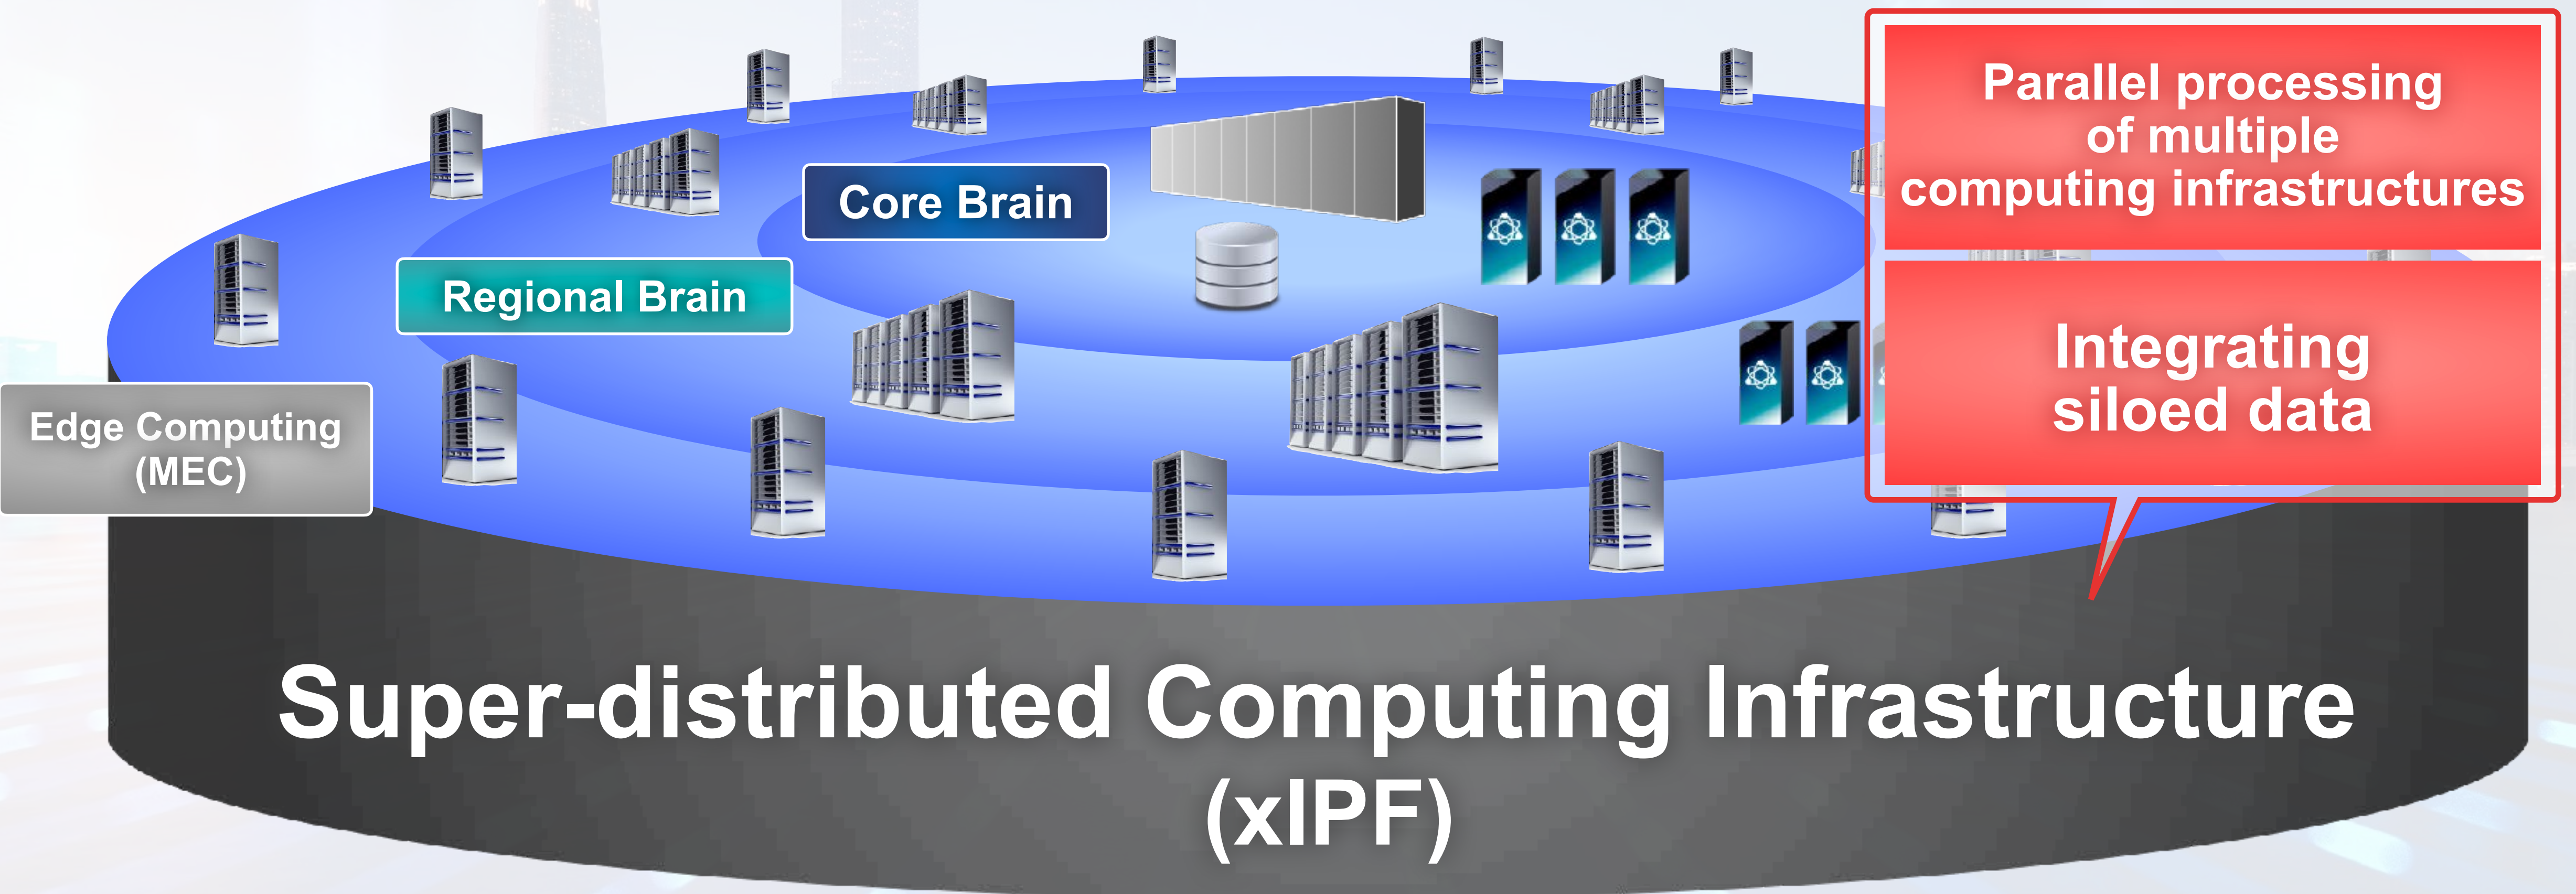 Parallel processing
of multiple
computing infrastructures
Core Brain
Regional Brain
Integrating
siloed data
Edge Computing
(MEC)
Super-distributed Computing Infrastructure
(xIPF)